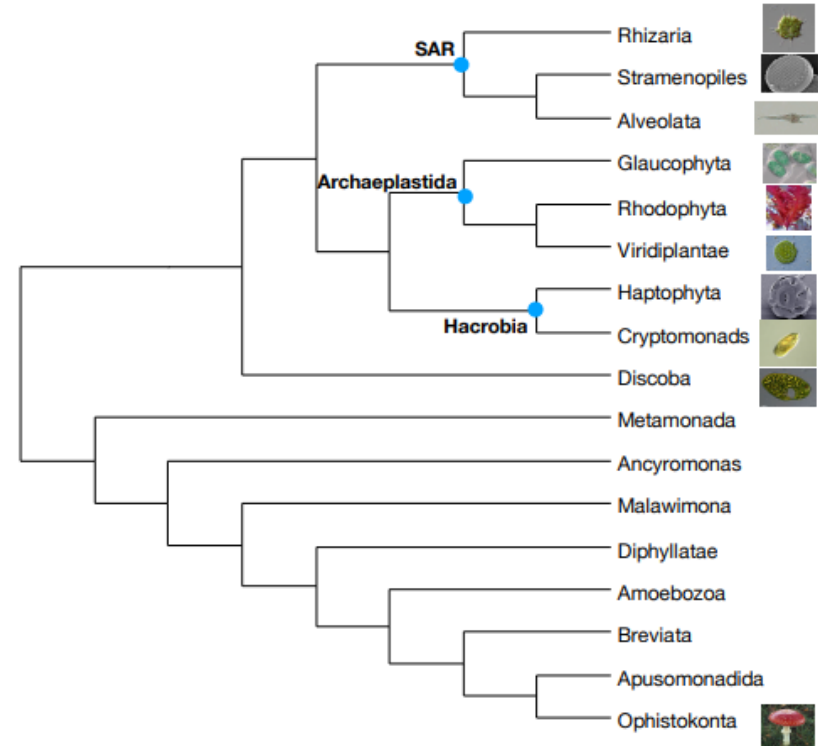 SAR
Rhizaria
Stramenopiles
Alveolata
Glaucophyta
Archaeplastida
Rhodophyta
Viridiplantae
Haptophyta
Hacrobia
Cryptomonads
Discoba
Metamonada
Ancyromonas
Malawimona
Diphyllatae
Amoebozoa
Breviata
Apusomonadida
Ophistokonta